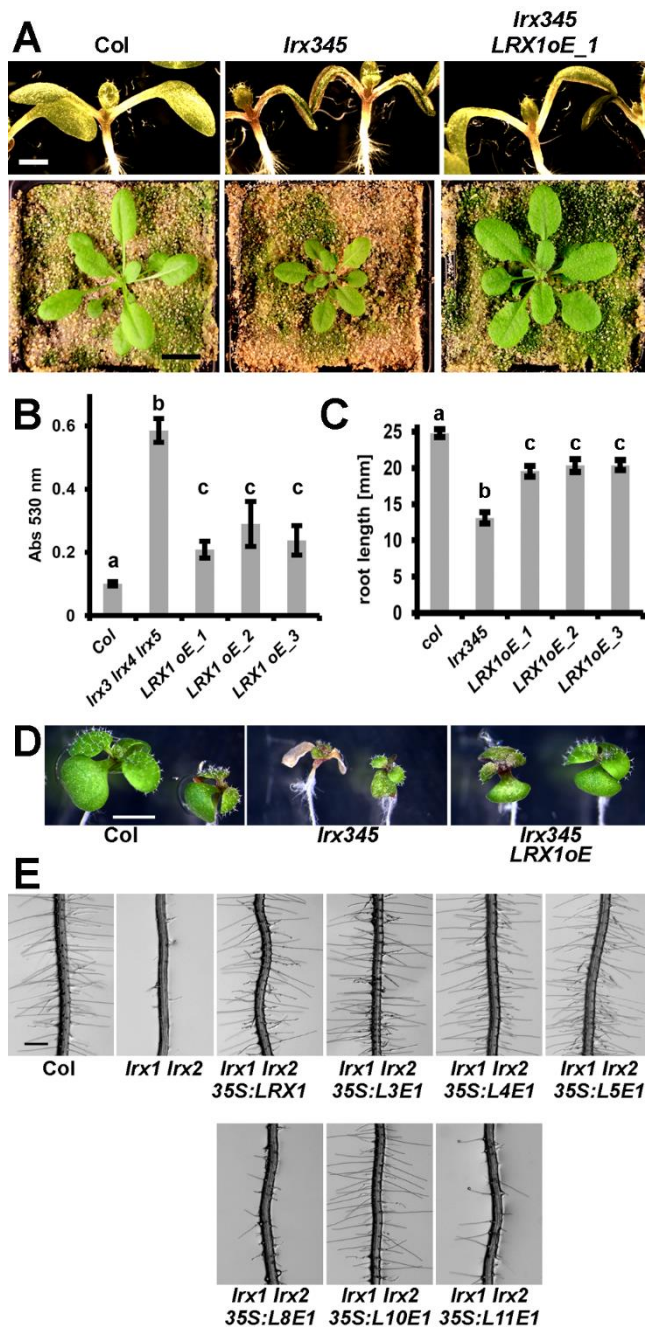 A
Col
lrx345
lrx345
LRX1oE_1
B
Abs 530 nm
0.6
0.4
0.2
0
a
b
c
c
c
Col
lrx3 lrx4 lrx5
LRX1 oE_1
LRX1 oE_2
LRX1 oE_3
C
root length [mm]
25
20
15
10
5
0
a
b
c
c
c
col
lrx345
LRX1oE_1
LRX1oE_2
LRX1oE_3
D
Col
lrx345
lrx345
LRX1oE
E
Col
lrx1 lrx2
lrx1 lrx2
35S:LRX1
lrx1 lrx2
35S:L3E1
lrx1 lrx2
35S:L4E1
lrx1 lrx2
35S:L5E1
lrx1 lrx2
35S:L8E1
lrx1 lrx2
35S:L10E1
lrx1 lrx2
35S:L11E1